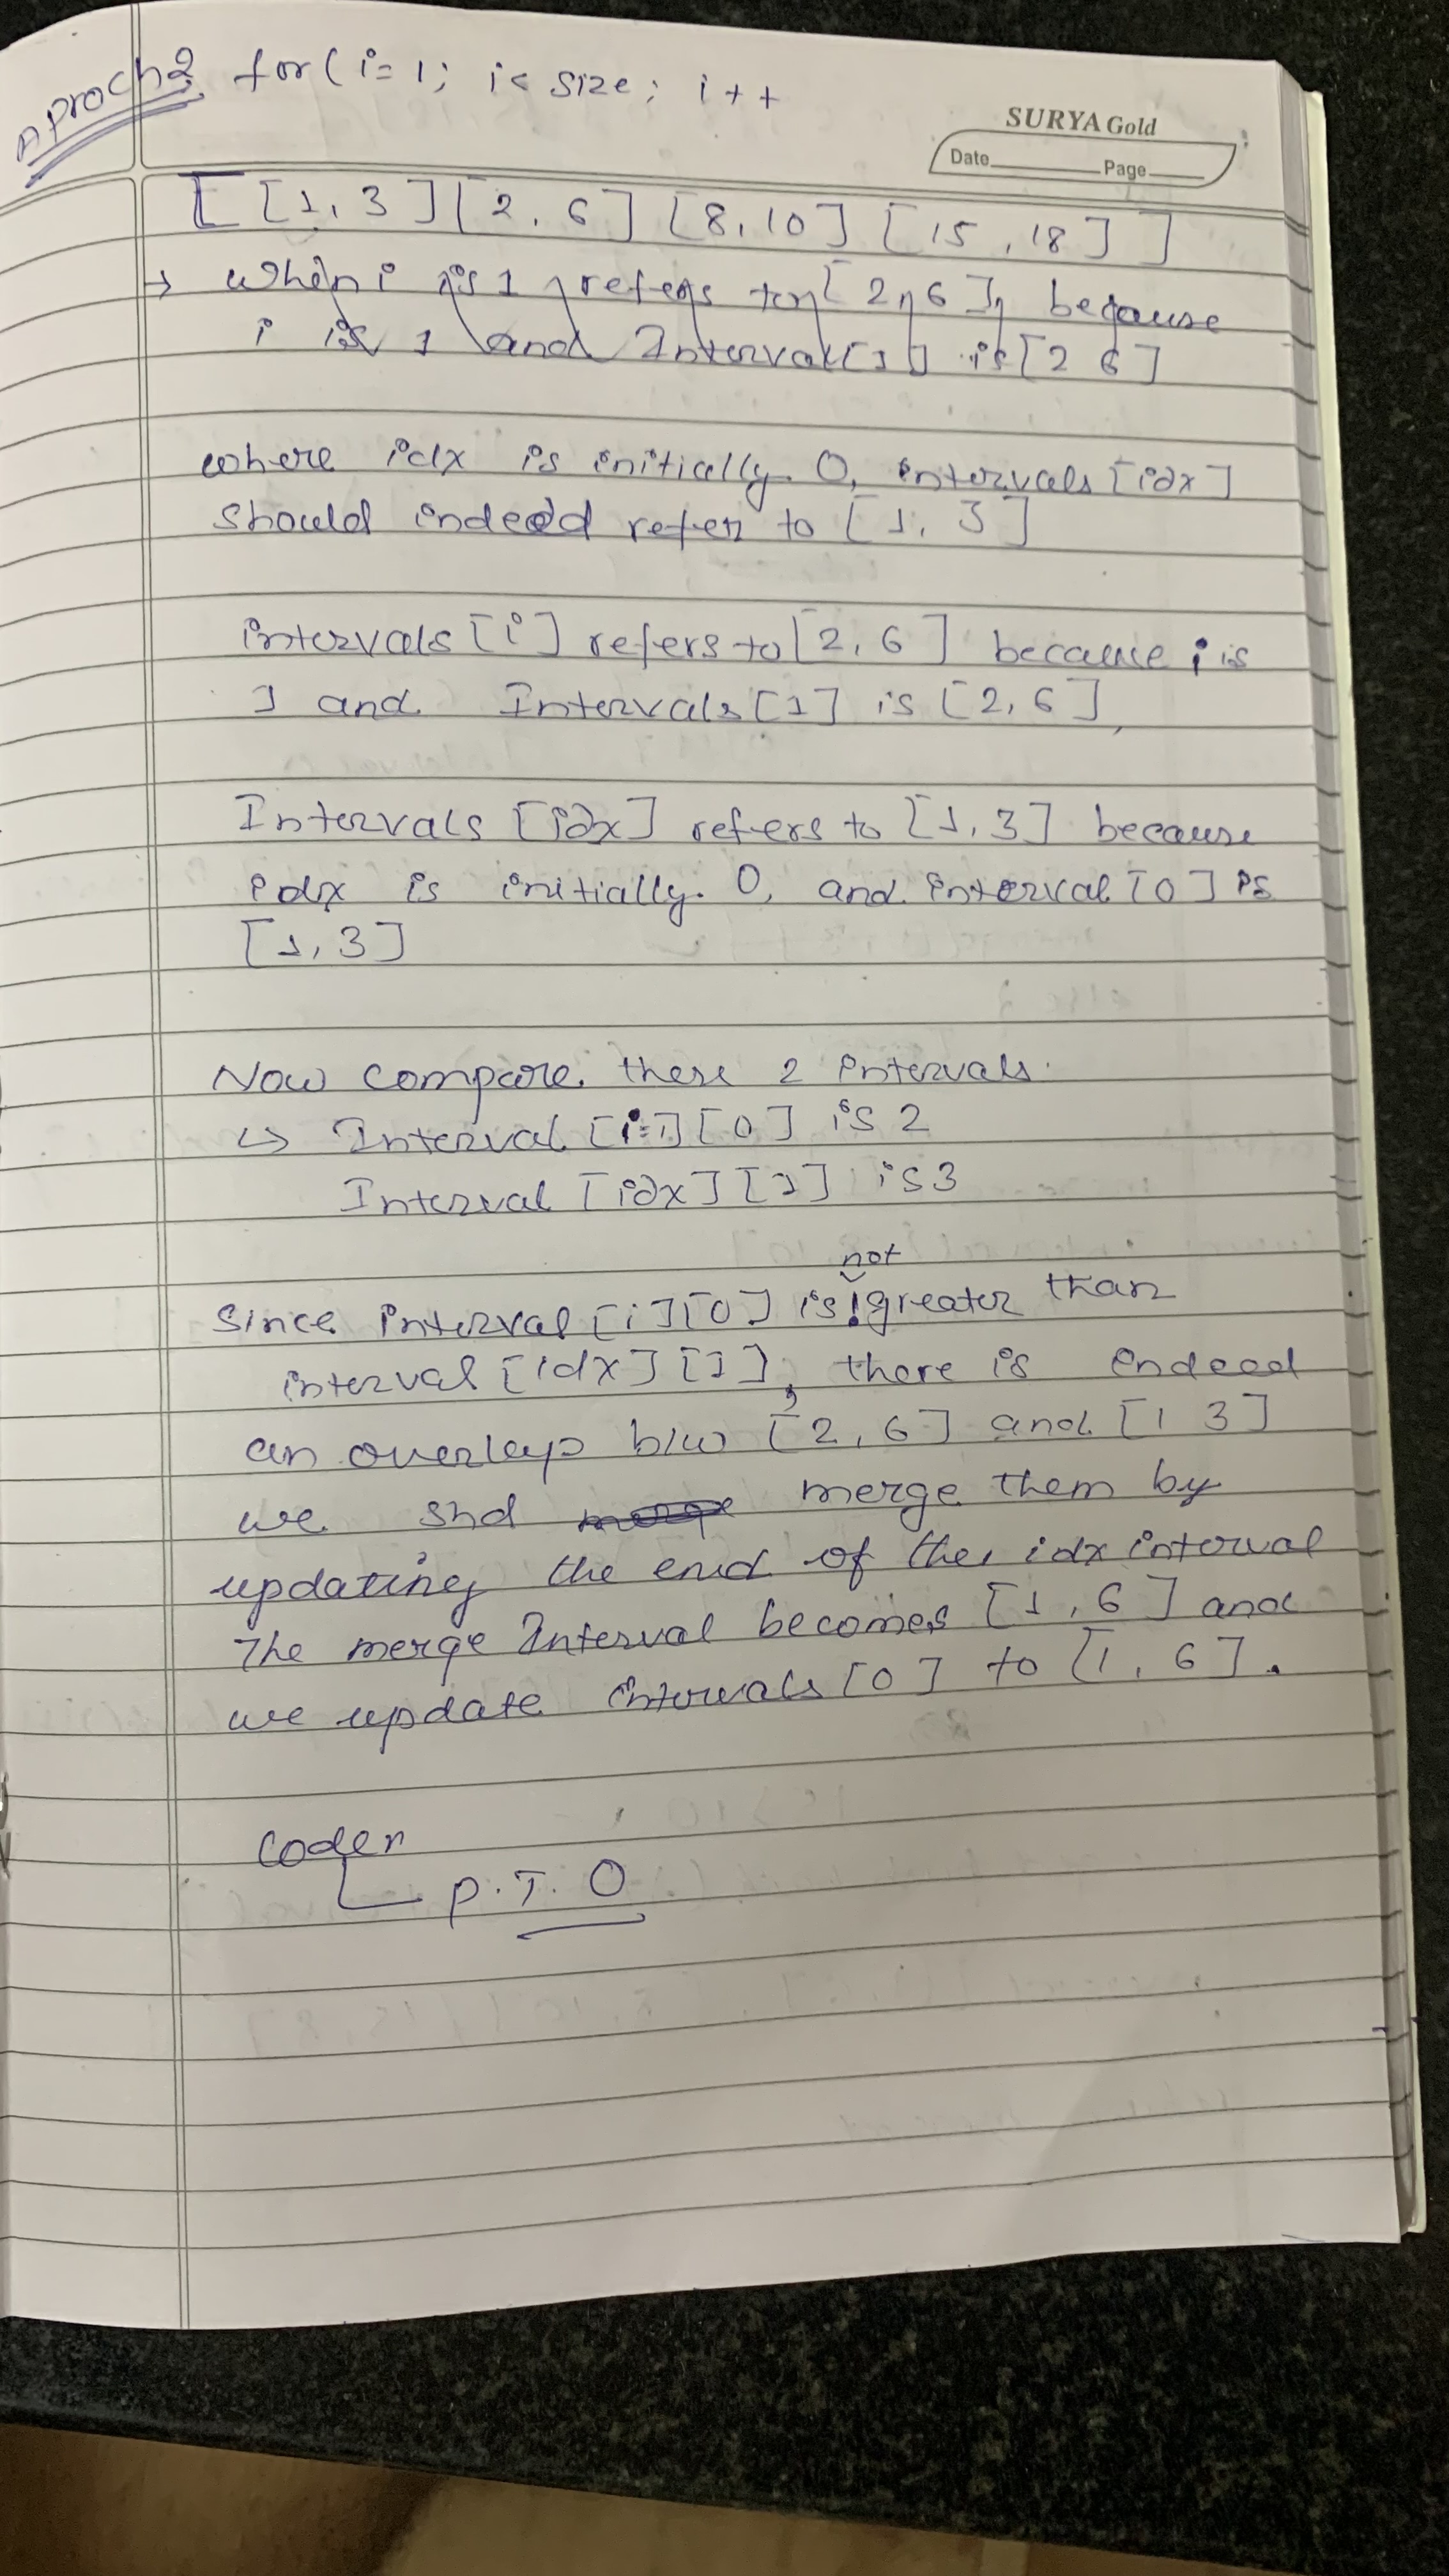 Aproch2 for(i=1; i< size; i++
SURYA Gold
Date Page
[ [1,3] [2,6] [8,10] [15,18] ]
→ when i is 1 refers to [2,6], because
i is 1 and Interval[1] is [2 6]
where idx is initially 0, intervals [idx]
should indeed refer to [1, 3]
intervals [i] refers to [2,6] because i is
1 and Intervals [1] is [2,6]
Intervals [idx] refers to [1,3] because
idx is initially 0, and interval [0] is
[1,3]
Now compare these 2 intervals.
↳ Interval [i=1][0] is 2
Interval [idx][1] is 3
not
Since interval [i][0] is! greater than
interval [idx][1], there is indeed
an overlap b/w [2,6] and [1 3]
we shd merge merge them by
updating the end of the idx interval
The merge Interval becomes [1,6] and
we update intervals [0] to [1,6].
Coden
P.T.O